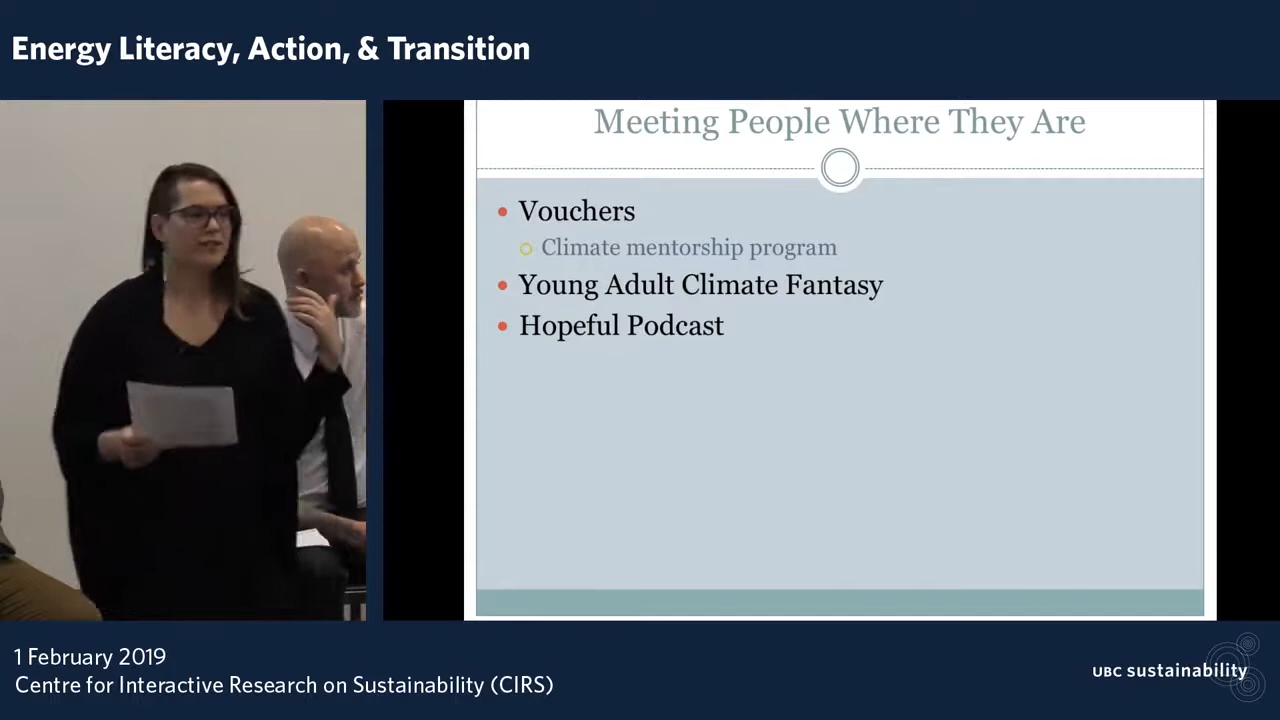 Energy Literacy, Action, & Transition
Meeting People Where They Are
Vouchers
Climate mentorship program
Young Adult Climate Fantasy
Hopeful Podcast
1 February 2019
Centre for Interactive Research on Sustainability (CIRS)
UBC sustainability